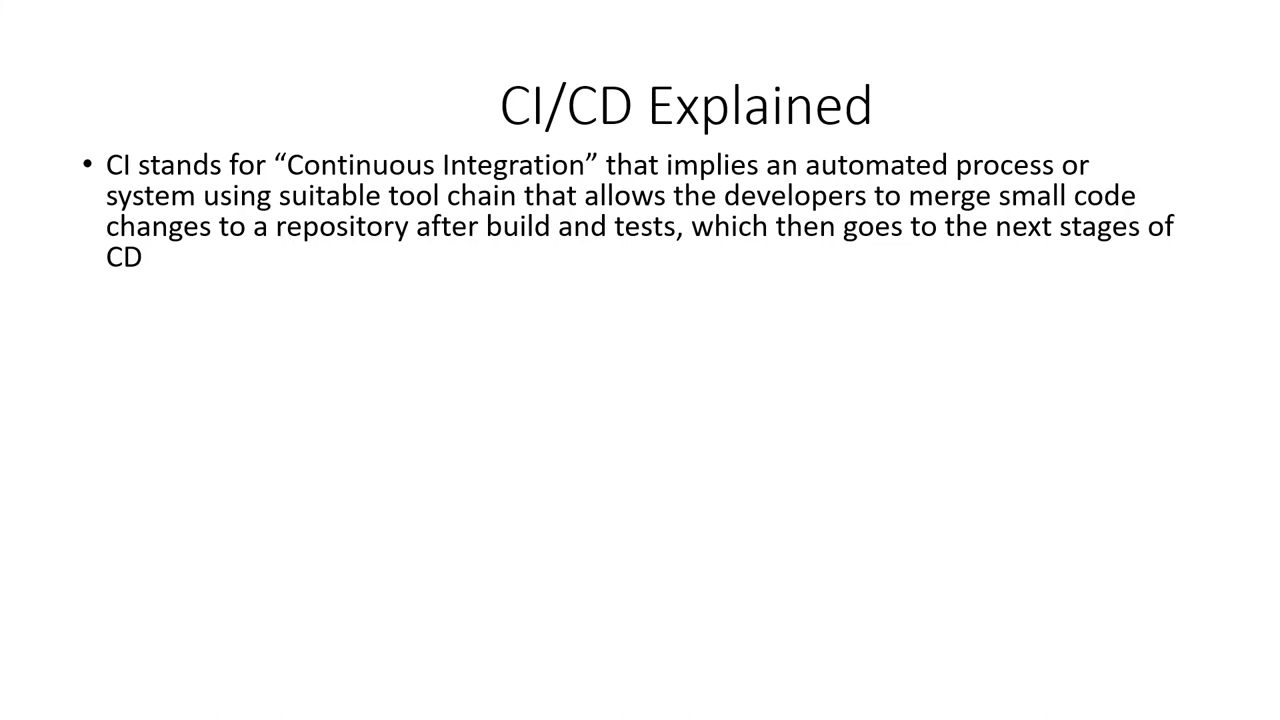 CI/CD Explained
• CI stands for “Continuous Integration” that implies an automated process or
system using suitable tool chain that allows the developers to merge small code
changes to a repository after build and tests, which then goes to the next stages of
CD